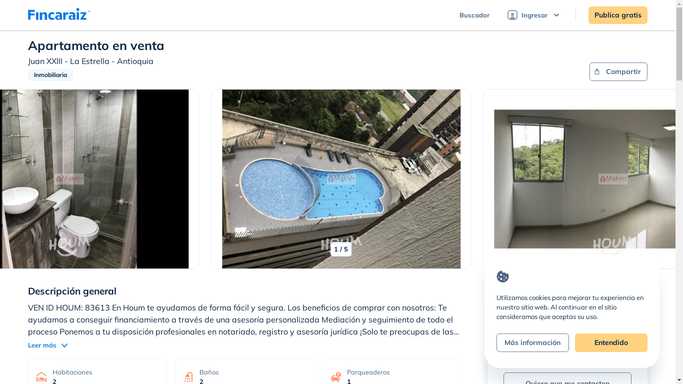 Fincaraiz
Buscador
Ingresar
Publica gratis
Apartamento en venta
Juan XXIII - La Estrella - Antioquia
Inmobiliaria
Compartir
HOUM
HOUM
HOUM
1 / 5
Descripción general
VEN ID HOUM: 83613 En Houm te ayudamos de forma fácil y segura. Los beneficios de comprar con nosotros: Te
ayudamos a conseguir financiamiento a través de una asesoría personalizada Mediación y seguimiento de todo el
proceso Ponemos a tu disposición profesionales en notariado, registro y asesoría jurídica ¡Solo te preocupas de las...
Leer más
Habitaciones
2
Baños
2
Parqueaderos
1
Utilizamos cookies para mejorar tu experiencia en
nuestro sitio web. Al continuar en el sitio
consideramos que aceptas su uso.
Más información
Entendido
Quiero que me contacten